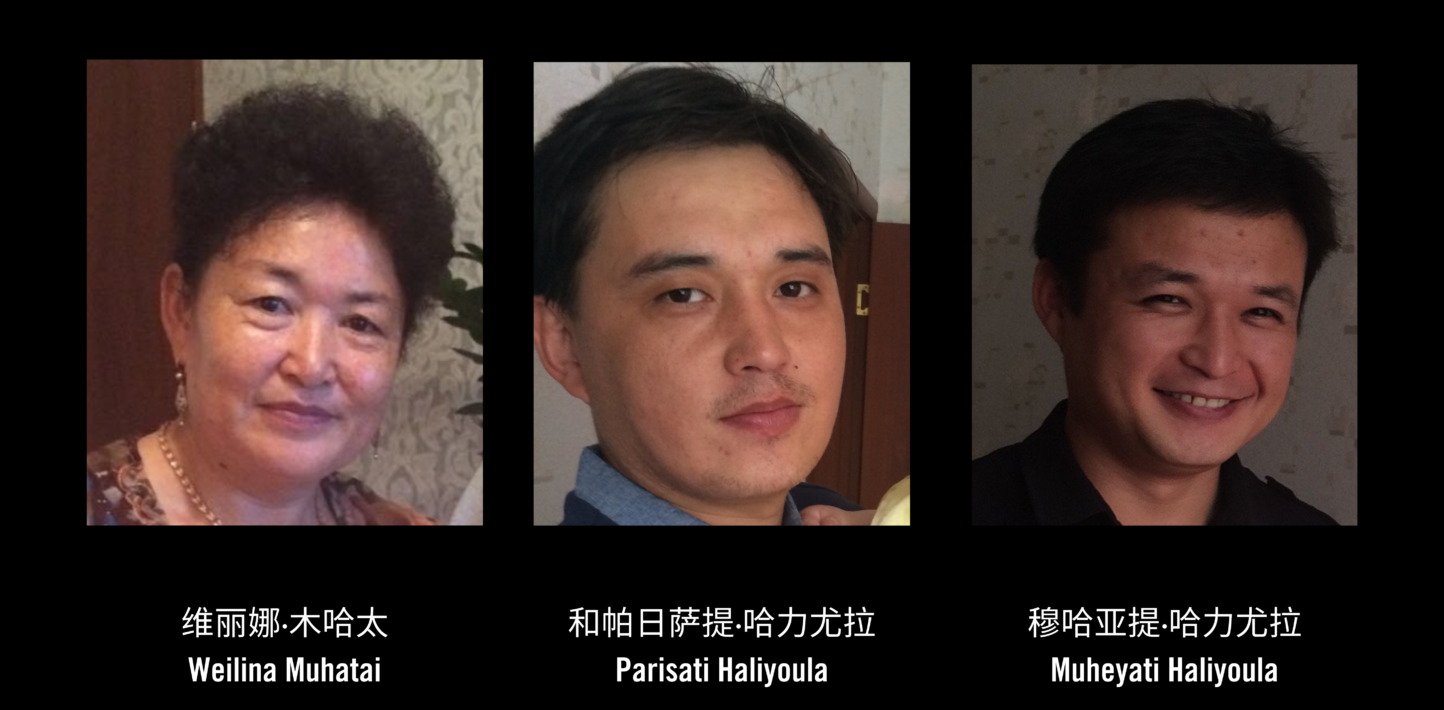 维丽娜·木哈太
Weilina Muhatai
和帕日萨提·哈力尤拉
Parisati Haliyoula
穆哈亚提·哈力尤拉
Muheyati Haliyoula